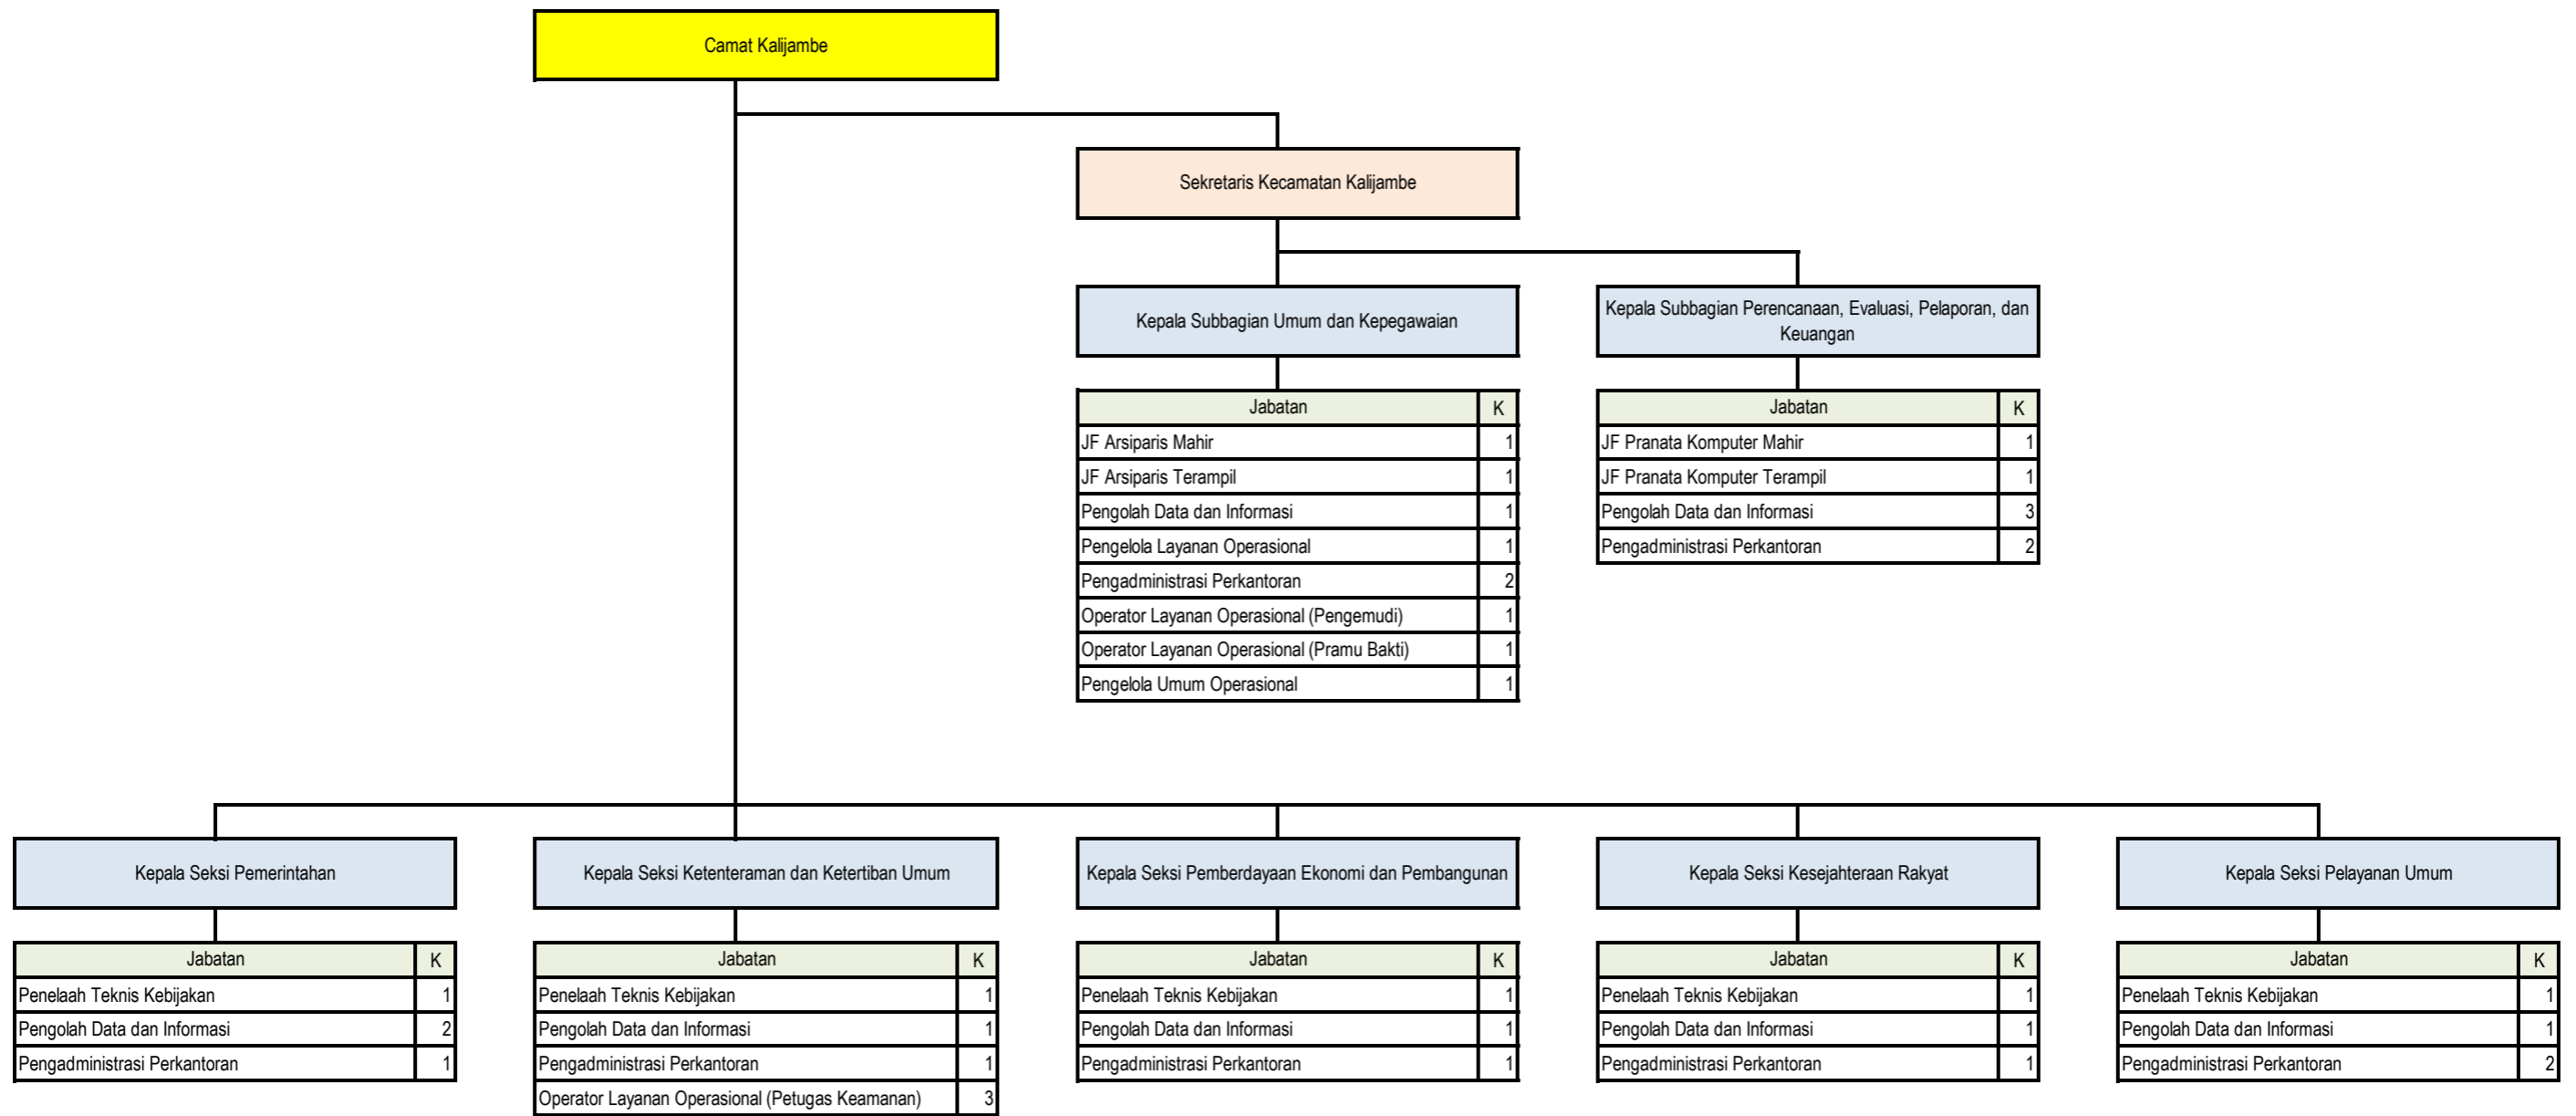 Camat Kalijambe
Sekretaris Kecamatan Kalijambe
Kepala Subbagian Umum dan Kepegawaian
Kepala Subbagian Perencanaan, Evaluasi, Pelaporan, dan
Keuangan
Jabatan K
JF Arsiparis Mahir 1
JF Arsiparis Terampil 1
Pengolah Data dan Informasi 1
Pengelola Layanan Operasional 1
Pengadministrasi Perkantoran 2
Operator Layanan Operasional (Pengemudi) 1
Operator Layanan Operasional (Pramu Bakti) 1
Pengelola Umum Operasional 1
Jabatan K
JF Pranata Komputer Mahir 1
JF Pranata Komputer Terampil 1
Pengolah Data dan Informasi 3
Pengadministrasi Perkantoran 2
Kepala Seksi Pemerintahan
Jabatan K
Penelaah Teknis Kebijakan 1
Pengolah Data dan Informasi 2
Pengadministrasi Perkantoran 1
Kepala Seksi Ketenteraman dan Ketertiban Umum
Jabatan K
Penelaah Teknis Kebijakan 1
Pengolah Data dan Informasi 1
Pengadministrasi Perkantoran 1
Operator Layanan Operasional (Petugas Keamanan) 3
Kepala Seksi Pemberdayaan Ekonomi dan Pembangunan
Jabatan K
Penelaah Teknis Kebijakan 1
Pengolah Data dan Informasi 1
Pengadministrasi Perkantoran 1
Kepala Seksi Kesejahteraan Rakyat
Jabatan K
Penelaah Teknis Kebijakan 1
Pengolah Data dan Informasi 1
Pengadministrasi Perkantoran 1
Kepala Seksi Pelayanan Umum
Jabatan K
Penelaah Teknis Kebijakan 1
Pengolah Data dan Informasi 1
Pengadministrasi Perkantoran 2